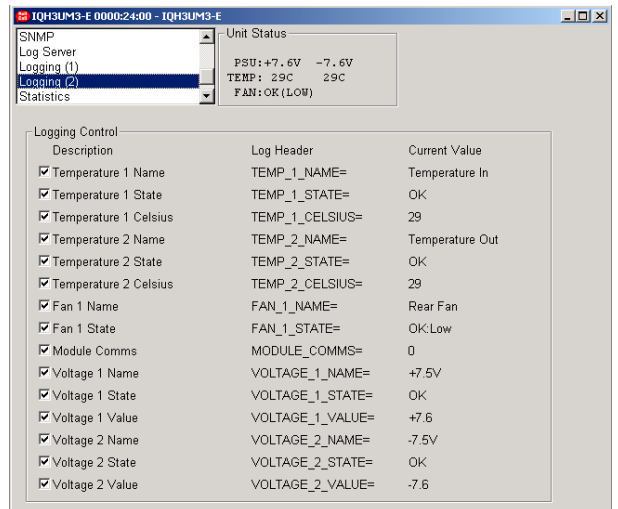 IQH3UM3-E 0000:24:00 - IQH3UM3-E
SNMP
Log Server
Logging (1)
Logging (2)
Statistics
Unit Status
PSU:+7.6V -7.6V
TEMP: 29C 29C
FAN:OK(LOW)
Logging Control
Description Log Header Current Value
Temperature 1 Name TEMP_1_NAME= Temperature In
Temperature 1 State TEMP_1_STATE= OK
Temperature 1 Celsius TEMP_1_CELSIUS= 29
Temperature 2 Name TEMP_2_NAME= Temperature Out
Temperature 2 State TEMP_2_STATE= OK
Temperature 2 Celsius TEMP_2_CELSIUS= 29
Fan 1 Name FAN_1_NAME= Rear Fan
Fan 1 State FAN_1_STATE= OK:Low
Module Comms MODULE_COMMS= 0
Voltage 1 Name VOLTAGE_1_NAME= +7.5V
Voltage 1 State VOLTAGE_1_STATE= OK
Voltage 1 Value VOLTAGE_1_VALUE= +7.6
Voltage 2 Name VOLTAGE_2_NAME= -7.5V
Voltage 2 State VOLTAGE_2_STATE= OK
Voltage 2 Value VOLTAGE_2_VALUE= -7.6